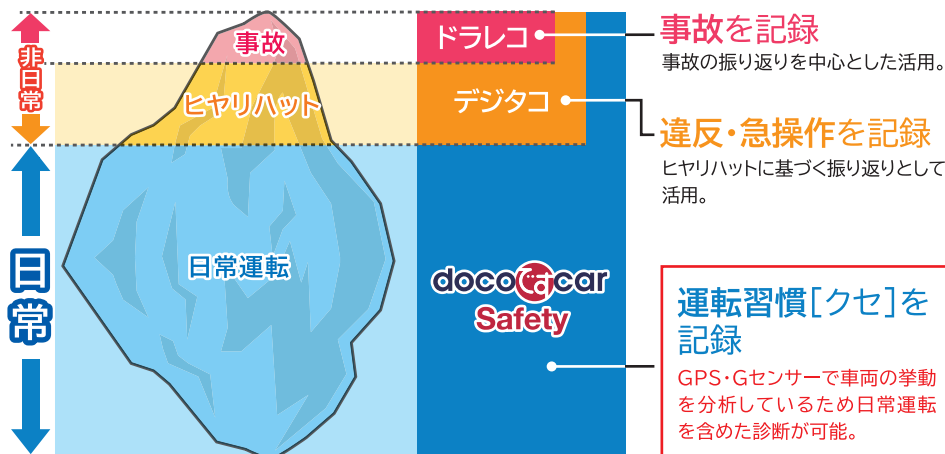 非日常
日常
事故
ヒヤリハット
日常運転
ドラレコ
デジタコ
docoですcar
Safety
事故を記録
事故の振り返りを中心とした活用。
違反・急操作を記録
ヒヤリハットに基づく振り返りとして
活用。
運転習慣[クセ]を
記録
GPS・Gセンサーで車両の挙動
を分析しているため日常運転
を含めた診断が可能。